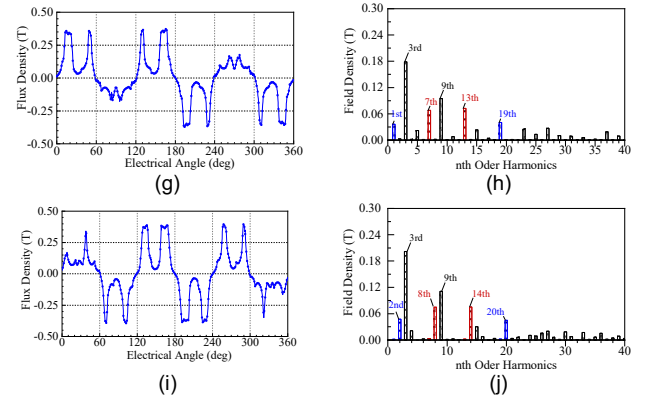 0.50
0.25
0.00
-0.25
-0.50
Flux Density (T)
0 60 120 180 240 300 360
Electrical Angle (deg)
(g)
0.30
0.24
0.18
0.12
0.06
0.00
Field Density (T)
3rd
9th
1st
7th
13th
19th
0 5 10 15 20 25 30 35 40
nth Oder Harmonics
(h)
0.50
0.25
0.00
-0.25
-0.50
Flux Density (T)
0 60 120 180 240 300 360
Electrical Angle (deg)
(i)
0.30
0.24
0.18
0.12
0.06
0.00
Field Density (T)
3rd
9th
2nd
8th
14th
20th
0 10 20 30 40
nth Oder Harmonics
(j)